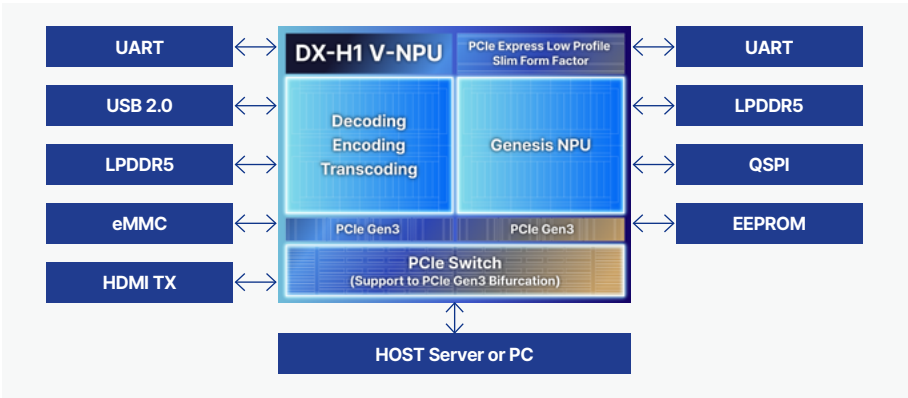 UART
USB 2.0
LPDDR5
eMMC
HDMI TX
DX-H1 V-NPU
PCIe Express Low Profile
Slim Form Factor
Decoding
Encoding
Transcoding
Genesis NPU
PCIe Gen3
PCIe Gen3
PCIe Switch
(Support to PCIe Gen3 Bifurcation)
UART
LPDDR5
QSPI
EEPROM
HOST Server or PC